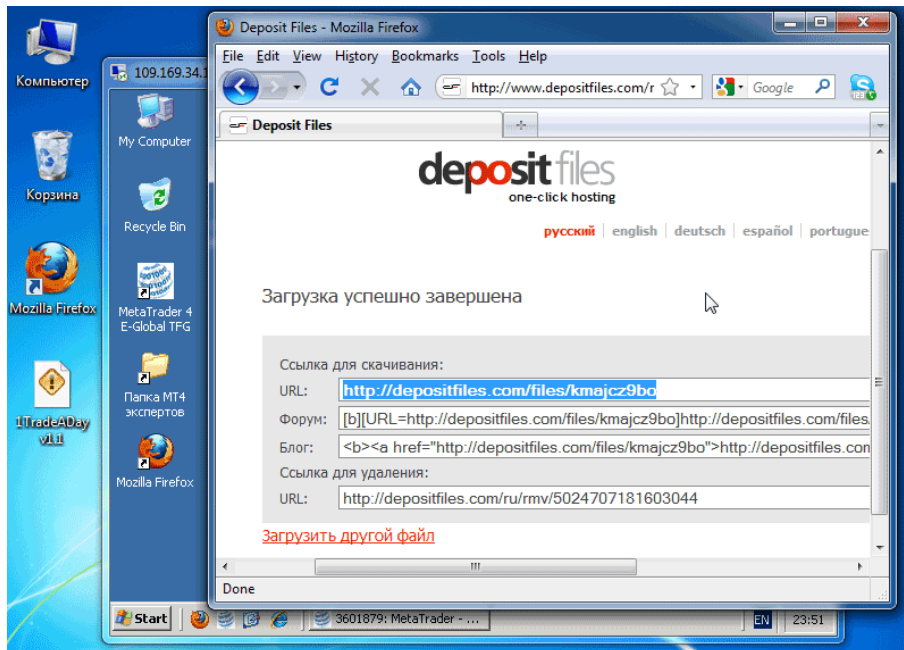 Компьютер
Корзина
Mozilla Firefox
1TradeADay
v1.1
109.169.34.1
My Computer
Recycle Bin
MetaTrader 4
E-Global TFG
Папка МТ4
экспертов
Mozilla Firefox
Start
3601879: MetaTrader - ...
EN
23:51
Deposit Files - Mozilla Firefox
File Edit View History Bookmarks Tools Help
http://www.depositfiles.com/r
Google
Deposit Files
depositfiles
one-click hosting
русский english deutsch español portugue
Загрузка успешно завершена
Ссылка для скачивания:
URL: http://depositfiles.com/files/kmajcz9bo
Форум: [b][URL=http://depositfiles.com/files/kmajcz9bo]http://depositfiles.com/files
Блог: <b><a href="http://depositfiles.com/files/kmajcz9bo">http://depositfiles.con
Ссылка для удаления:
URL: http://depositfiles.com/ru/rmv/5024707181603044
Загрузить другой файл
Done